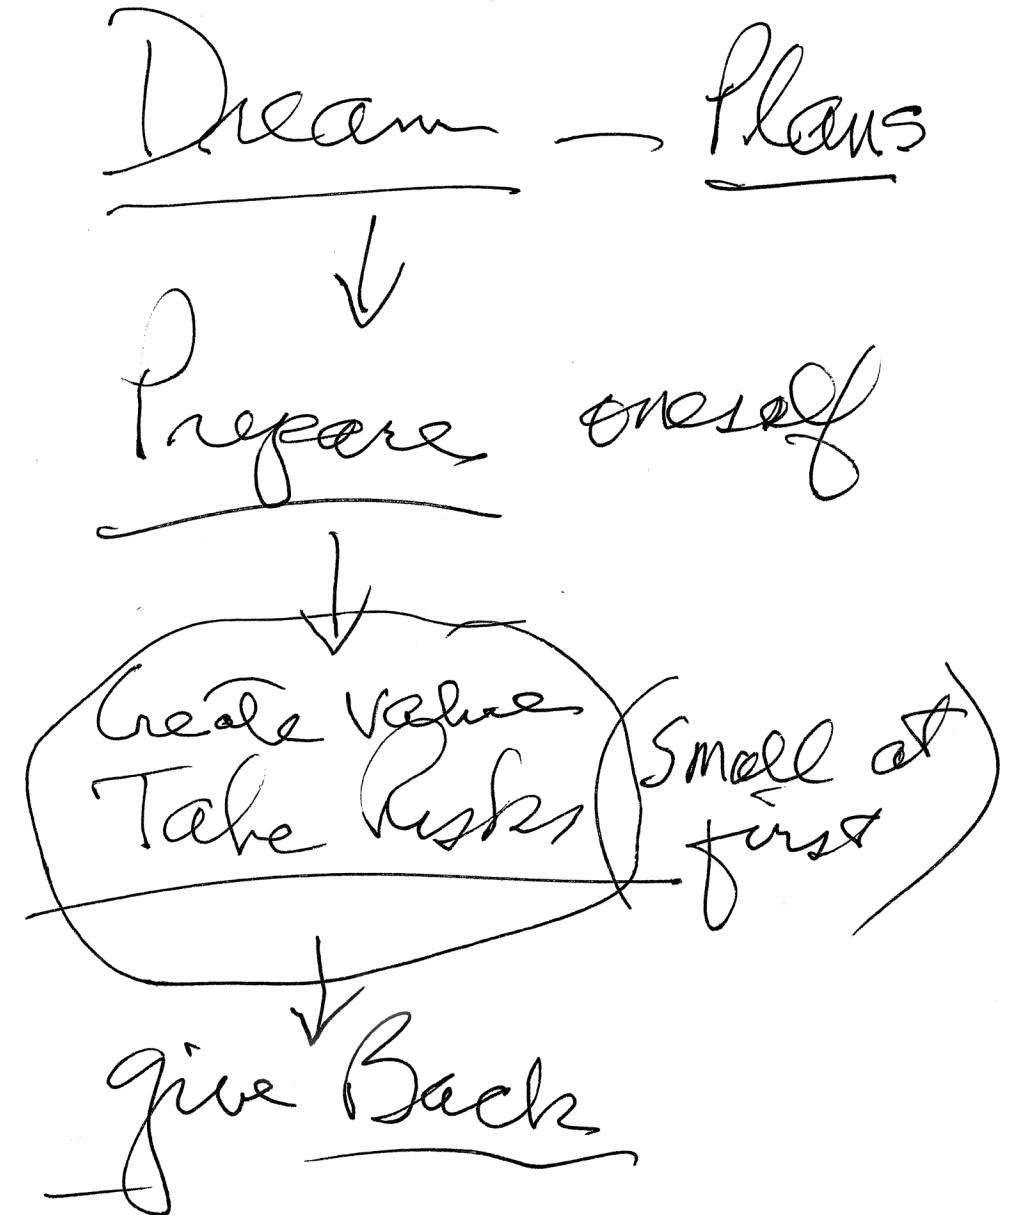 Dream — Plans
Prepare oneself
Create value
Take Risks
(Small at
first)
give Back